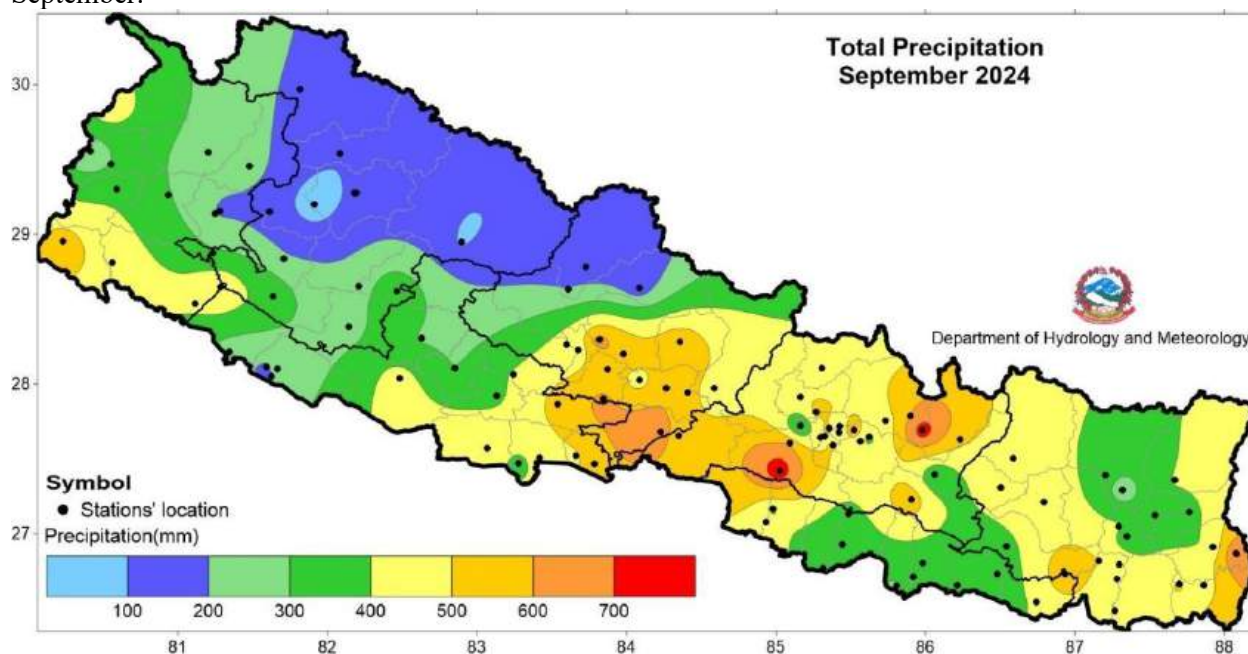 September.
Total Precipitation
September 2024
30
29
28
27
Department of Hydrology and Meteorology
Symbol
Stations' location
Precipitation(mm)
100 200 300 400 500 600 700
81 82 83 84 85 86 87 88